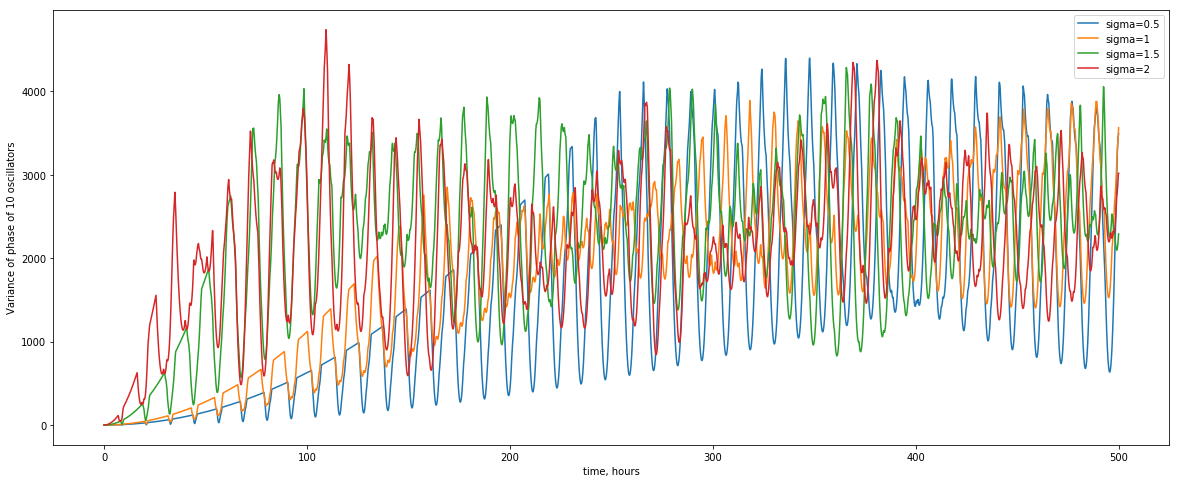 sigma=0.5
sigma=1
sigma=1.5
sigma=2
Variance of phase of 10 oscillators
4000
3000
2000
1000
0
0 100 200 300 400 500
time, hours